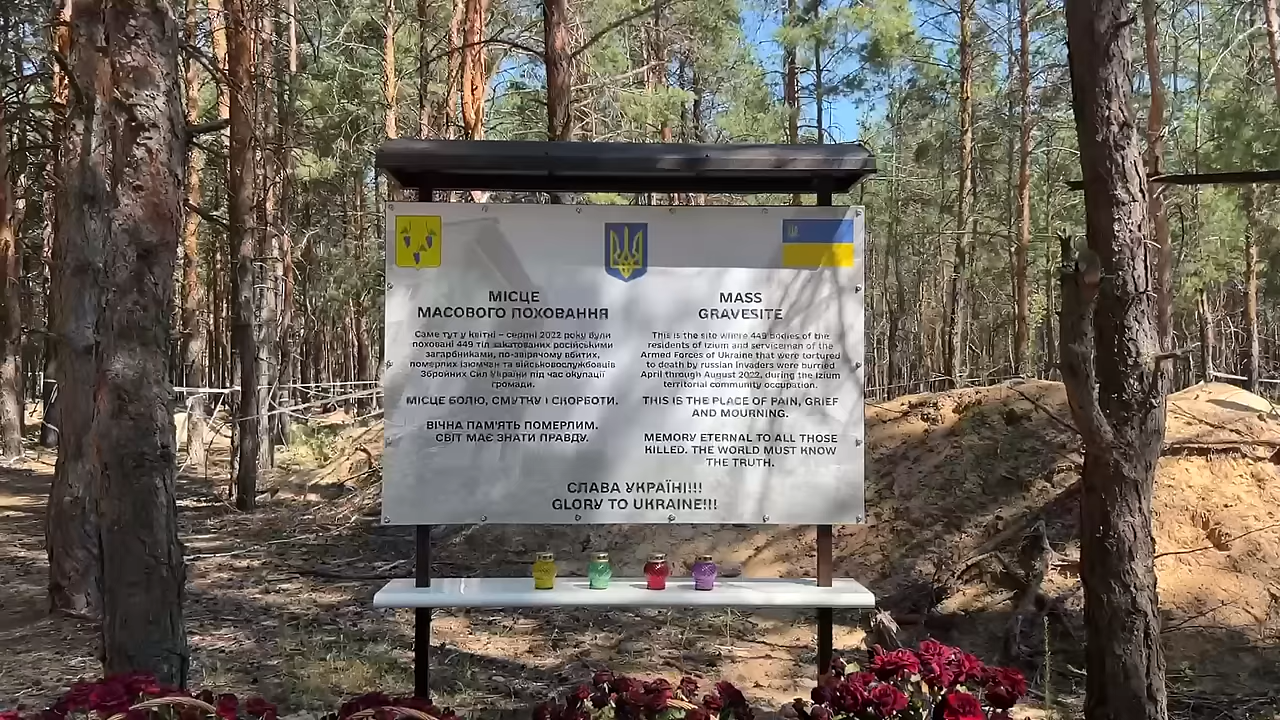 МІСЦЕ
МАСОВОГО ПОХОВАННЯ
Саме тут у квітні – серпні 2022 року були
поховані 449 тіл закатованих російськими
загарбниками, по-звірячому вбитих,
померлих ізюмчан та військовослужбовців
Збройних Сил України під час окупації
громади.
МІСЦЕ БОЛЮ, СМУТКУ І СКОРБОТИ.
ВІЧНА ПАМ'ЯТЬ ПОМЕРЛИМ.
СВІТ МАЄ ЗНАТИ ПРАВДУ.
MASS
GRAVESITE
This is the site where 449 bodies of the
residents of Izium and serviceman of the
Armed Forces of Ukraine that were tortured
to death by russian invaders were burried
April through August 2022, during the Izium
territorial community occupation.
THIS IS THE PLACE OF PAIN, GRIEF
AND MOURNING.
MEMORY ETERNAL TO ALL THOSE
KILLED. THE WORLD MUST KNOW
THE TRUTH.
СЛАВА УКРАЇНІ!!!
GLORY TO UKRAINE!!!